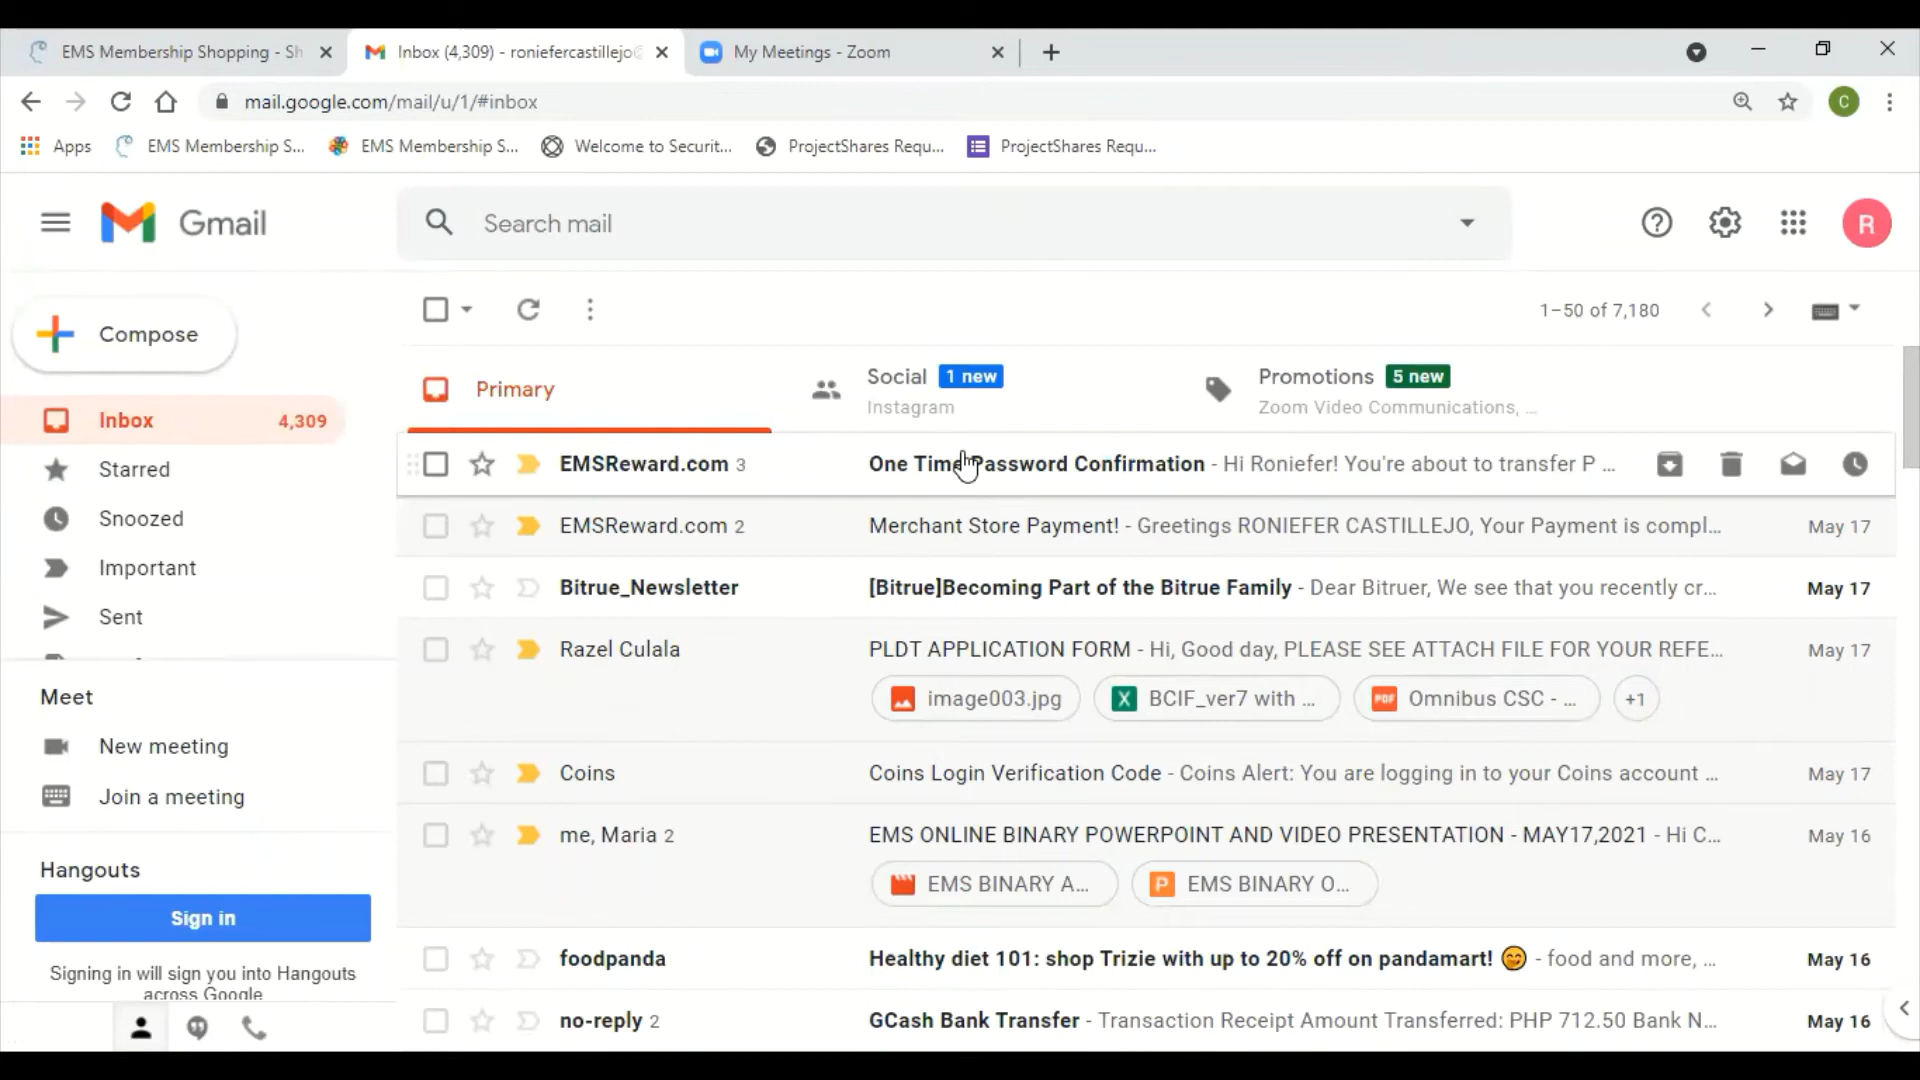 EMS Membership Shopping - Sh
Inbox (4,309) - roniefercastillejo@
My Meetings - Zoom
mail.google.com/mail/u/1/#inbox
C
Apps
EMS Membership S...
EMS Membership S...
Welcome to Securit...
ProjectShares Requ...
ProjectShares Requ...
Gmail
Search mail
R
Compose
1–50 of 7,180
Inbox 4,309
Starred
Snoozed
Important
Sent
Meet
New meeting
Join a meeting
Hangouts
Sign in
Signing in will sign you into Hangouts
across Google
Primary
Social 1 new
Instagram
Promotions 5 new
Zoom Video Communications, ...
EMSReward.com 3 One Time Password Confirmation - Hi Roniefer! You're about to transfer P ...
EMSReward.com 2 Merchant Store Payment! - Greetings RONIEFER CASTILLEJO, Your Payment is compl... May 17
Bitrue_Newsletter [Bitrue]Becoming Part of the Bitrue Family - Dear Bitruer, We see that you recently cr... May 17
Razel Culala PLDT APPLICATION FORM - Hi, Good day, PLEASE SEE ATTACH FILE FOR YOUR REFE... May 17
image003.jpg X BCIF_ver7 with ... PDF Omnibus CSC - ... +1
Coins Coins Login Verification Code - Coins Alert: You are logging in to your Coins account ... May 17
me, Maria 2 EMS ONLINE BINARY POWERPOINT AND VIDEO PRESENTATION - MAY17,2021 - Hi C... May 16
EMS BINARY A... P EMS BINARY O...
foodpanda Healthy diet 101: shop Trizie with up to 20% off on pandamart! 😋 - food and more, ... May 16
no-reply 2 GCash Bank Transfer - Transaction Receipt Amount Transferred: PHP 712.50 Bank N... May 16